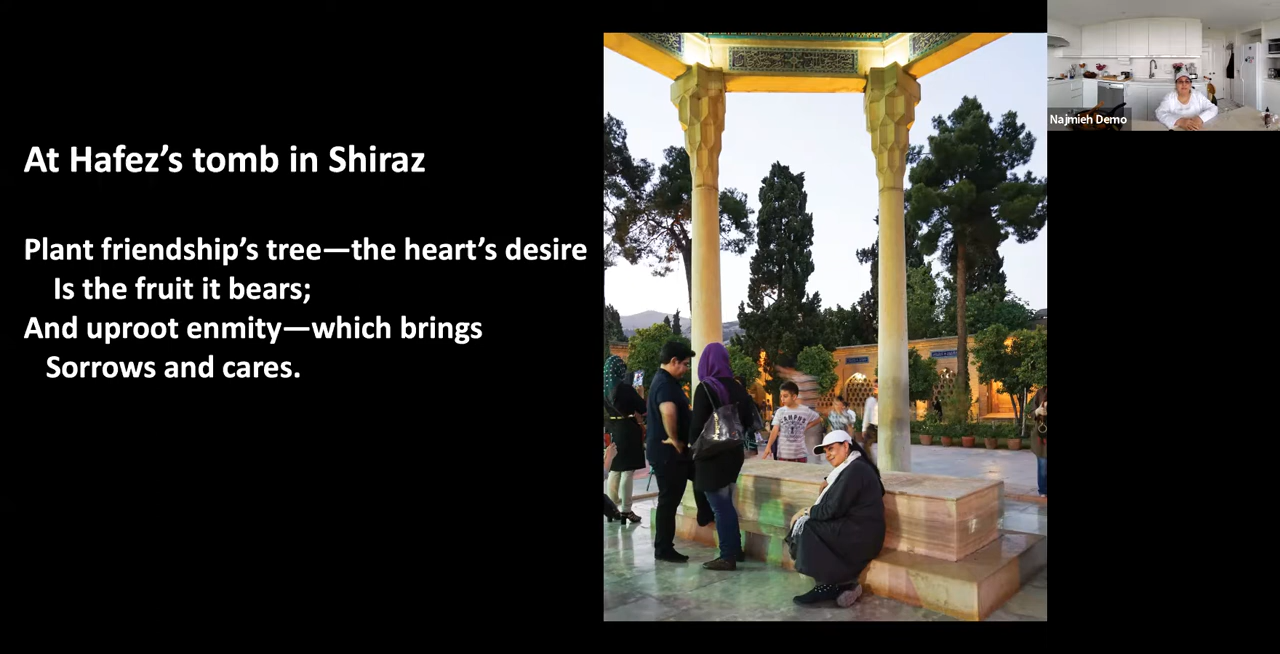 At Hafez's tomb in Shiraz
Plant friendship's tree—the heart's desire
Is the fruit it bears;
And uproot enmity—which brings
Sorrows and cares.
Najmieh Demo